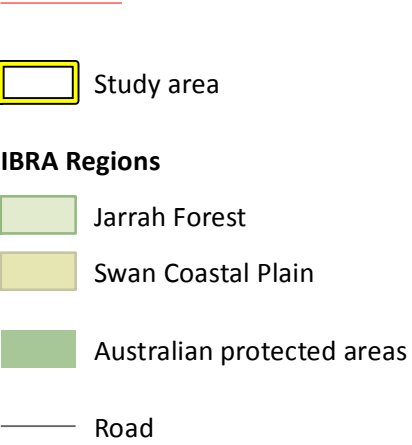 Study area
IBRA Regions
Jarrah Forest
Swan Coastal Plain
Australian protected areas
Road